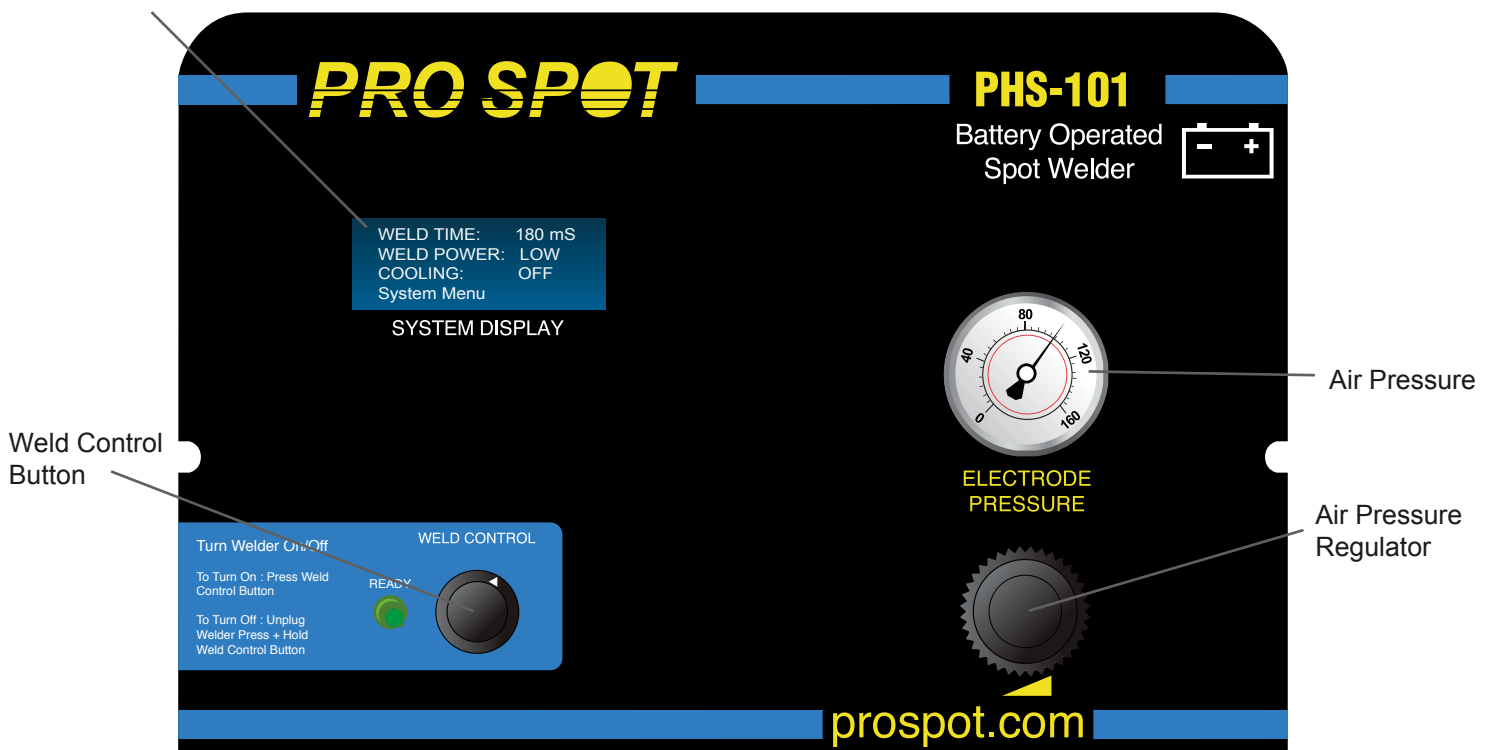 PRO SPOT
PHS-101
Battery Operated
Spot Welder
- +
WELD TIME: 180 mS
WELD POWER: LOW
COOLING: OFF
System Menu
SYSTEM DISPLAY
0
40
80
120
160
Air Pressure
ELECTRODE
PRESSURE
Weld Control
Button
Air Pressure
Regulator
Turn Welder On/Off
To Turn On : Press Weld
Control Button
To Turn Off : Unplug
Welder Press + Hold
Weld Control Button
READY
WELD CONTROL
prospot.com